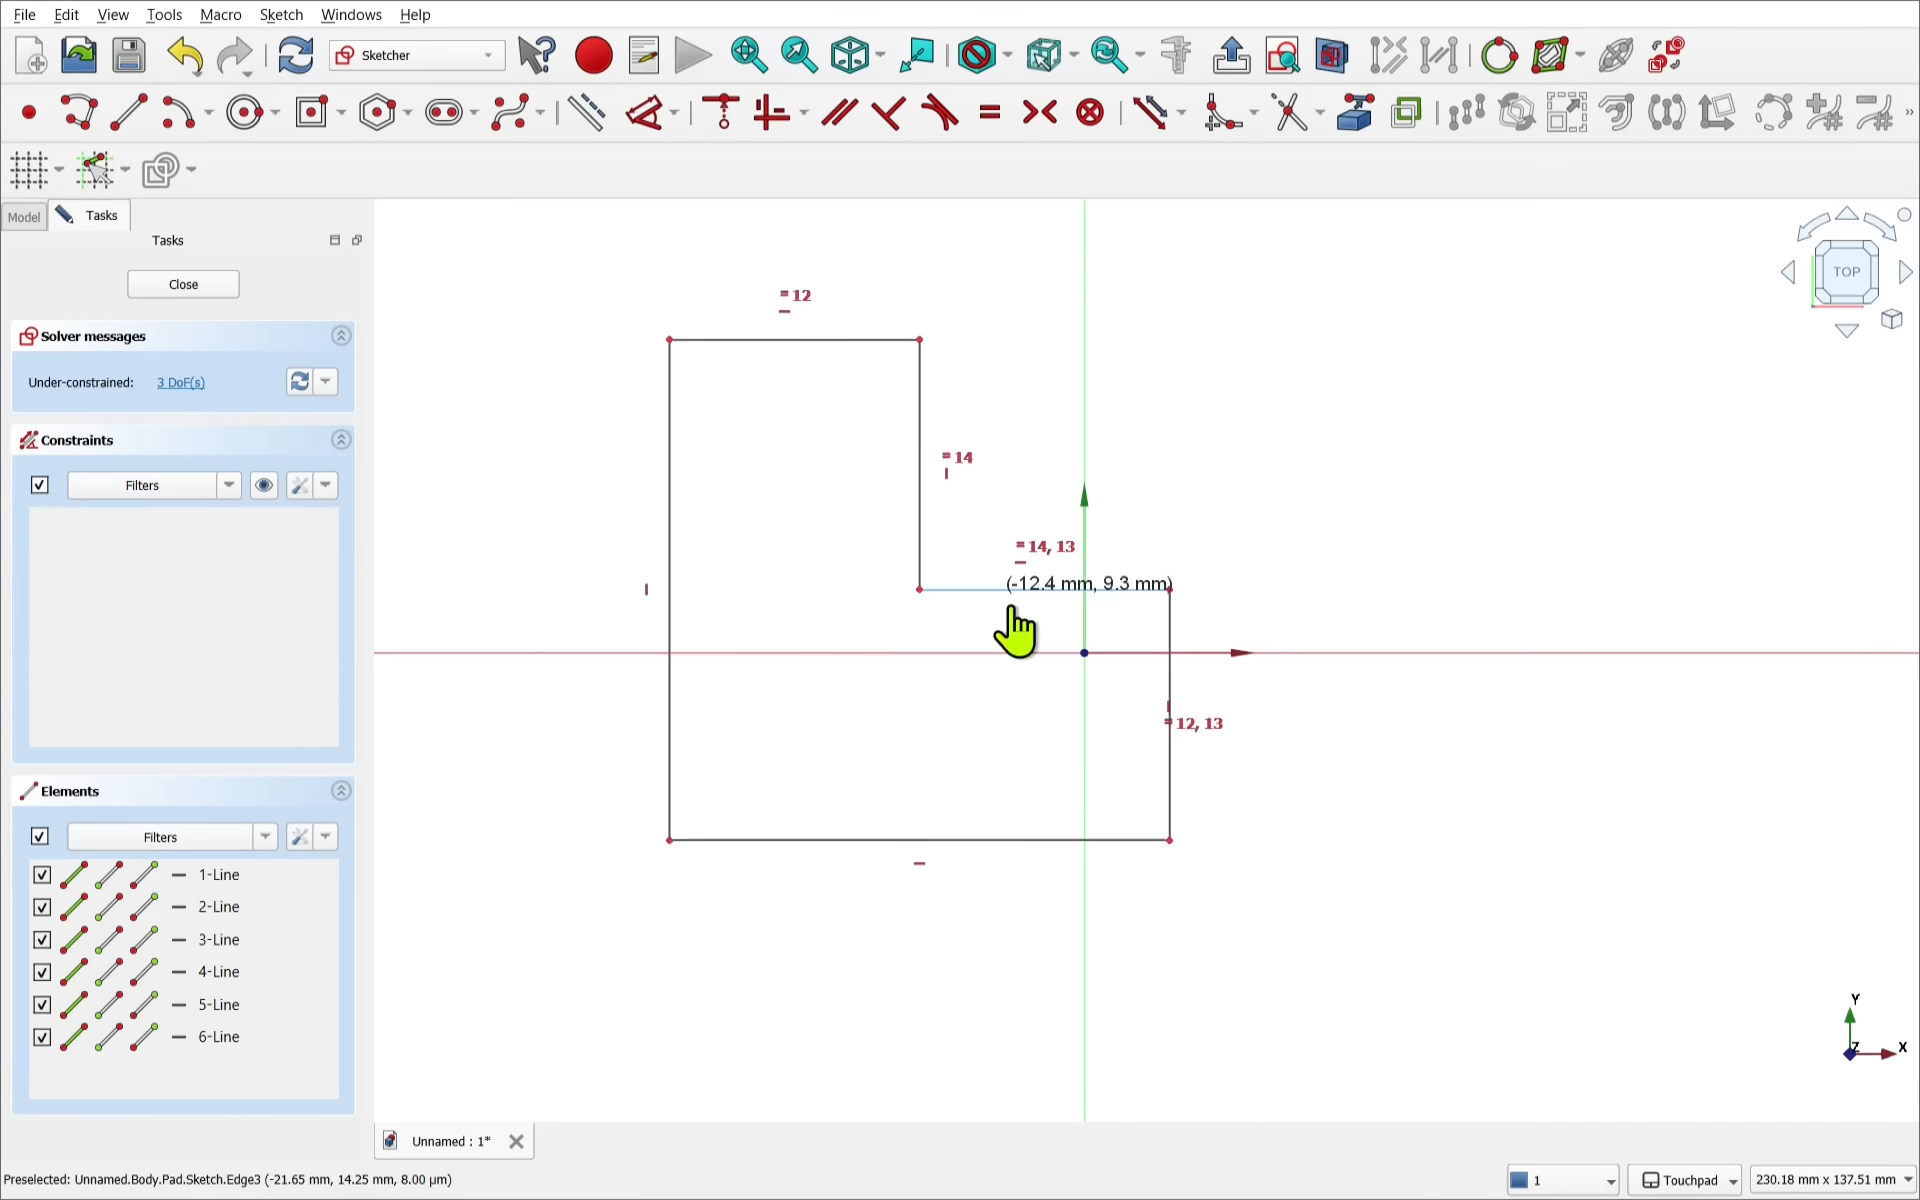 File Edit View Tools Macro Sketch Windows Help
Sketcher
Model Tasks
Tasks
Close
Solver messages
Under-constrained: 3 DoF(s)
Constraints
Filters
Elements
Filters
1-Line
2-Line
3-Line
4-Line
5-Line
6-Line
= 12
= 14
= 14, 13
(-12.4 mm, 9.3 mm)
= 12, 13
TOP
Y
Z X
Unnamed : 1*
Preselected: Unnamed.Body.Pad.Sketch.Edge3 (-21.65 mm, 14.25 mm, 8.00 µm) 1 Touchpad 230.18 mm x 137.51 mm